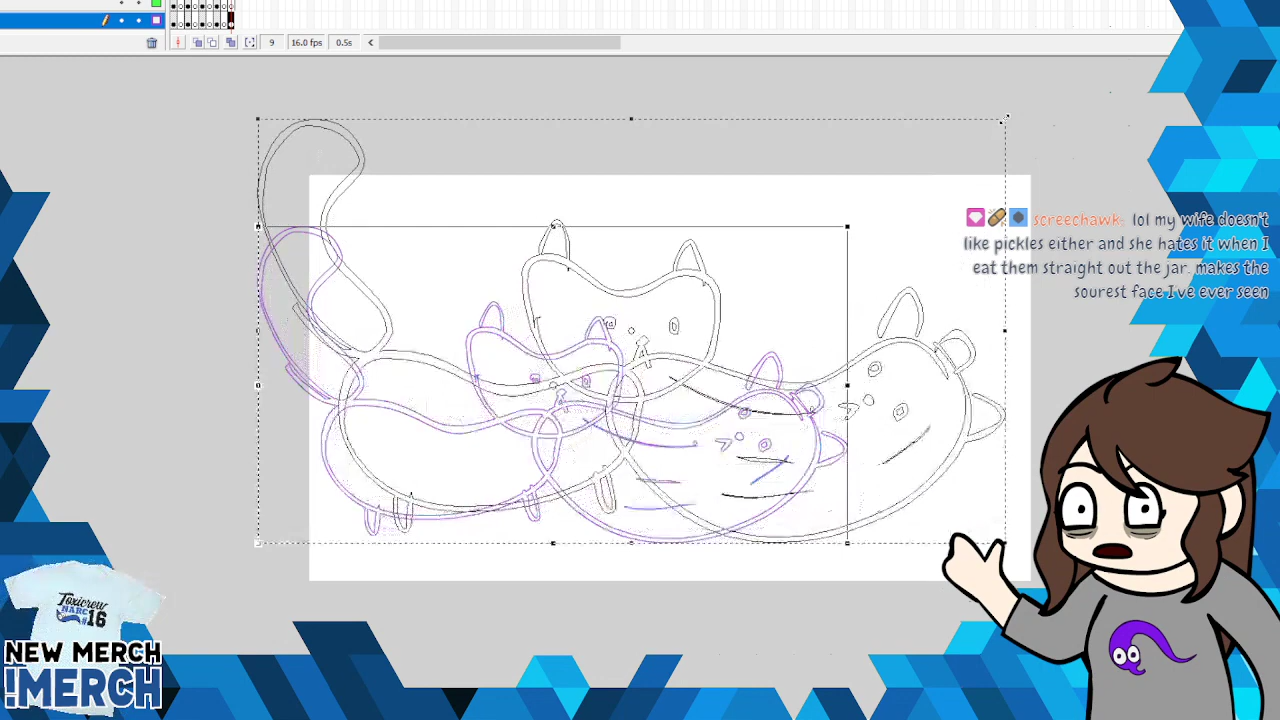 9 16.0 fps 0.5s
screechawk: lol my wife doesn't
like pickles either and she hates it when I
eat them straight out the jar. makes the
sourest face I've ever seen
Toxicrew
NARC
#16
NEW MERCH
!MERCH